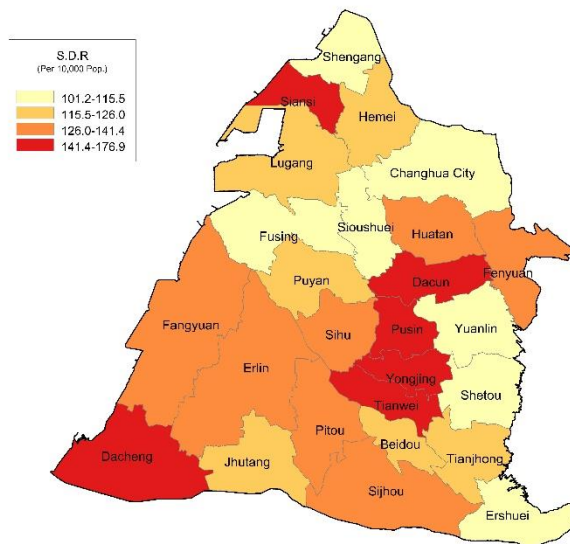 S.D.R
(Per 10,000 Pop.)
101.2-115.5
115.5-126.0
126.0-141.4
141.4-176.9
Shengang
Siansi
Hemei
Lugang
Changhua City
Sioushuei
Huatan
Fusing
Fenyuan
Puyan
Dacun
Fangyuan
Sihu
Pusin
Yuanlin
Erlin
Yongjing
Shetou
Tianwei
Pitou
Beidou
Dacheng
Jhutang
Tianjhong
Sijhou
Ershuei